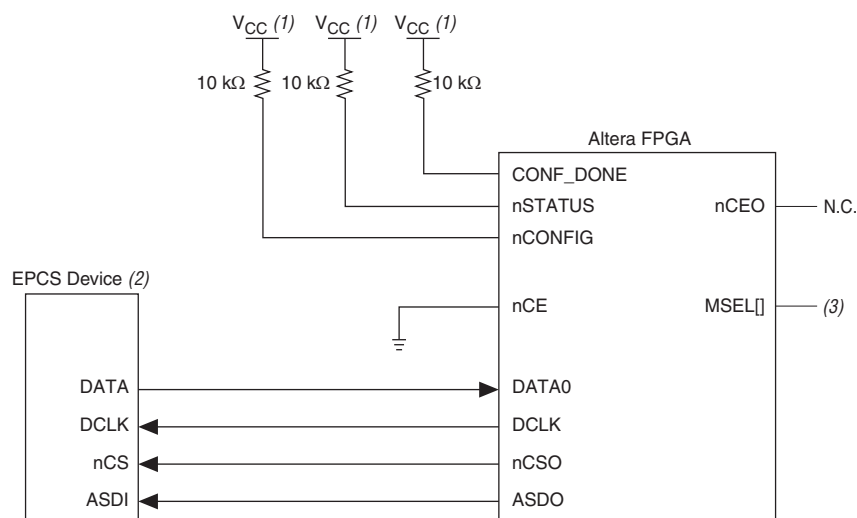 VCC (1) VCC (1) VCC (1)
10 kΩ 10 kΩ 10 kΩ
Altera FPGA
CONF_DONE
nSTATUS nCEO N.C.
nCONFIG
EPCS Device (2)
nCE MSEL[] (3)
DATA DATA0
DCLK DCLK
nCS nCSO
ASDI ASDO